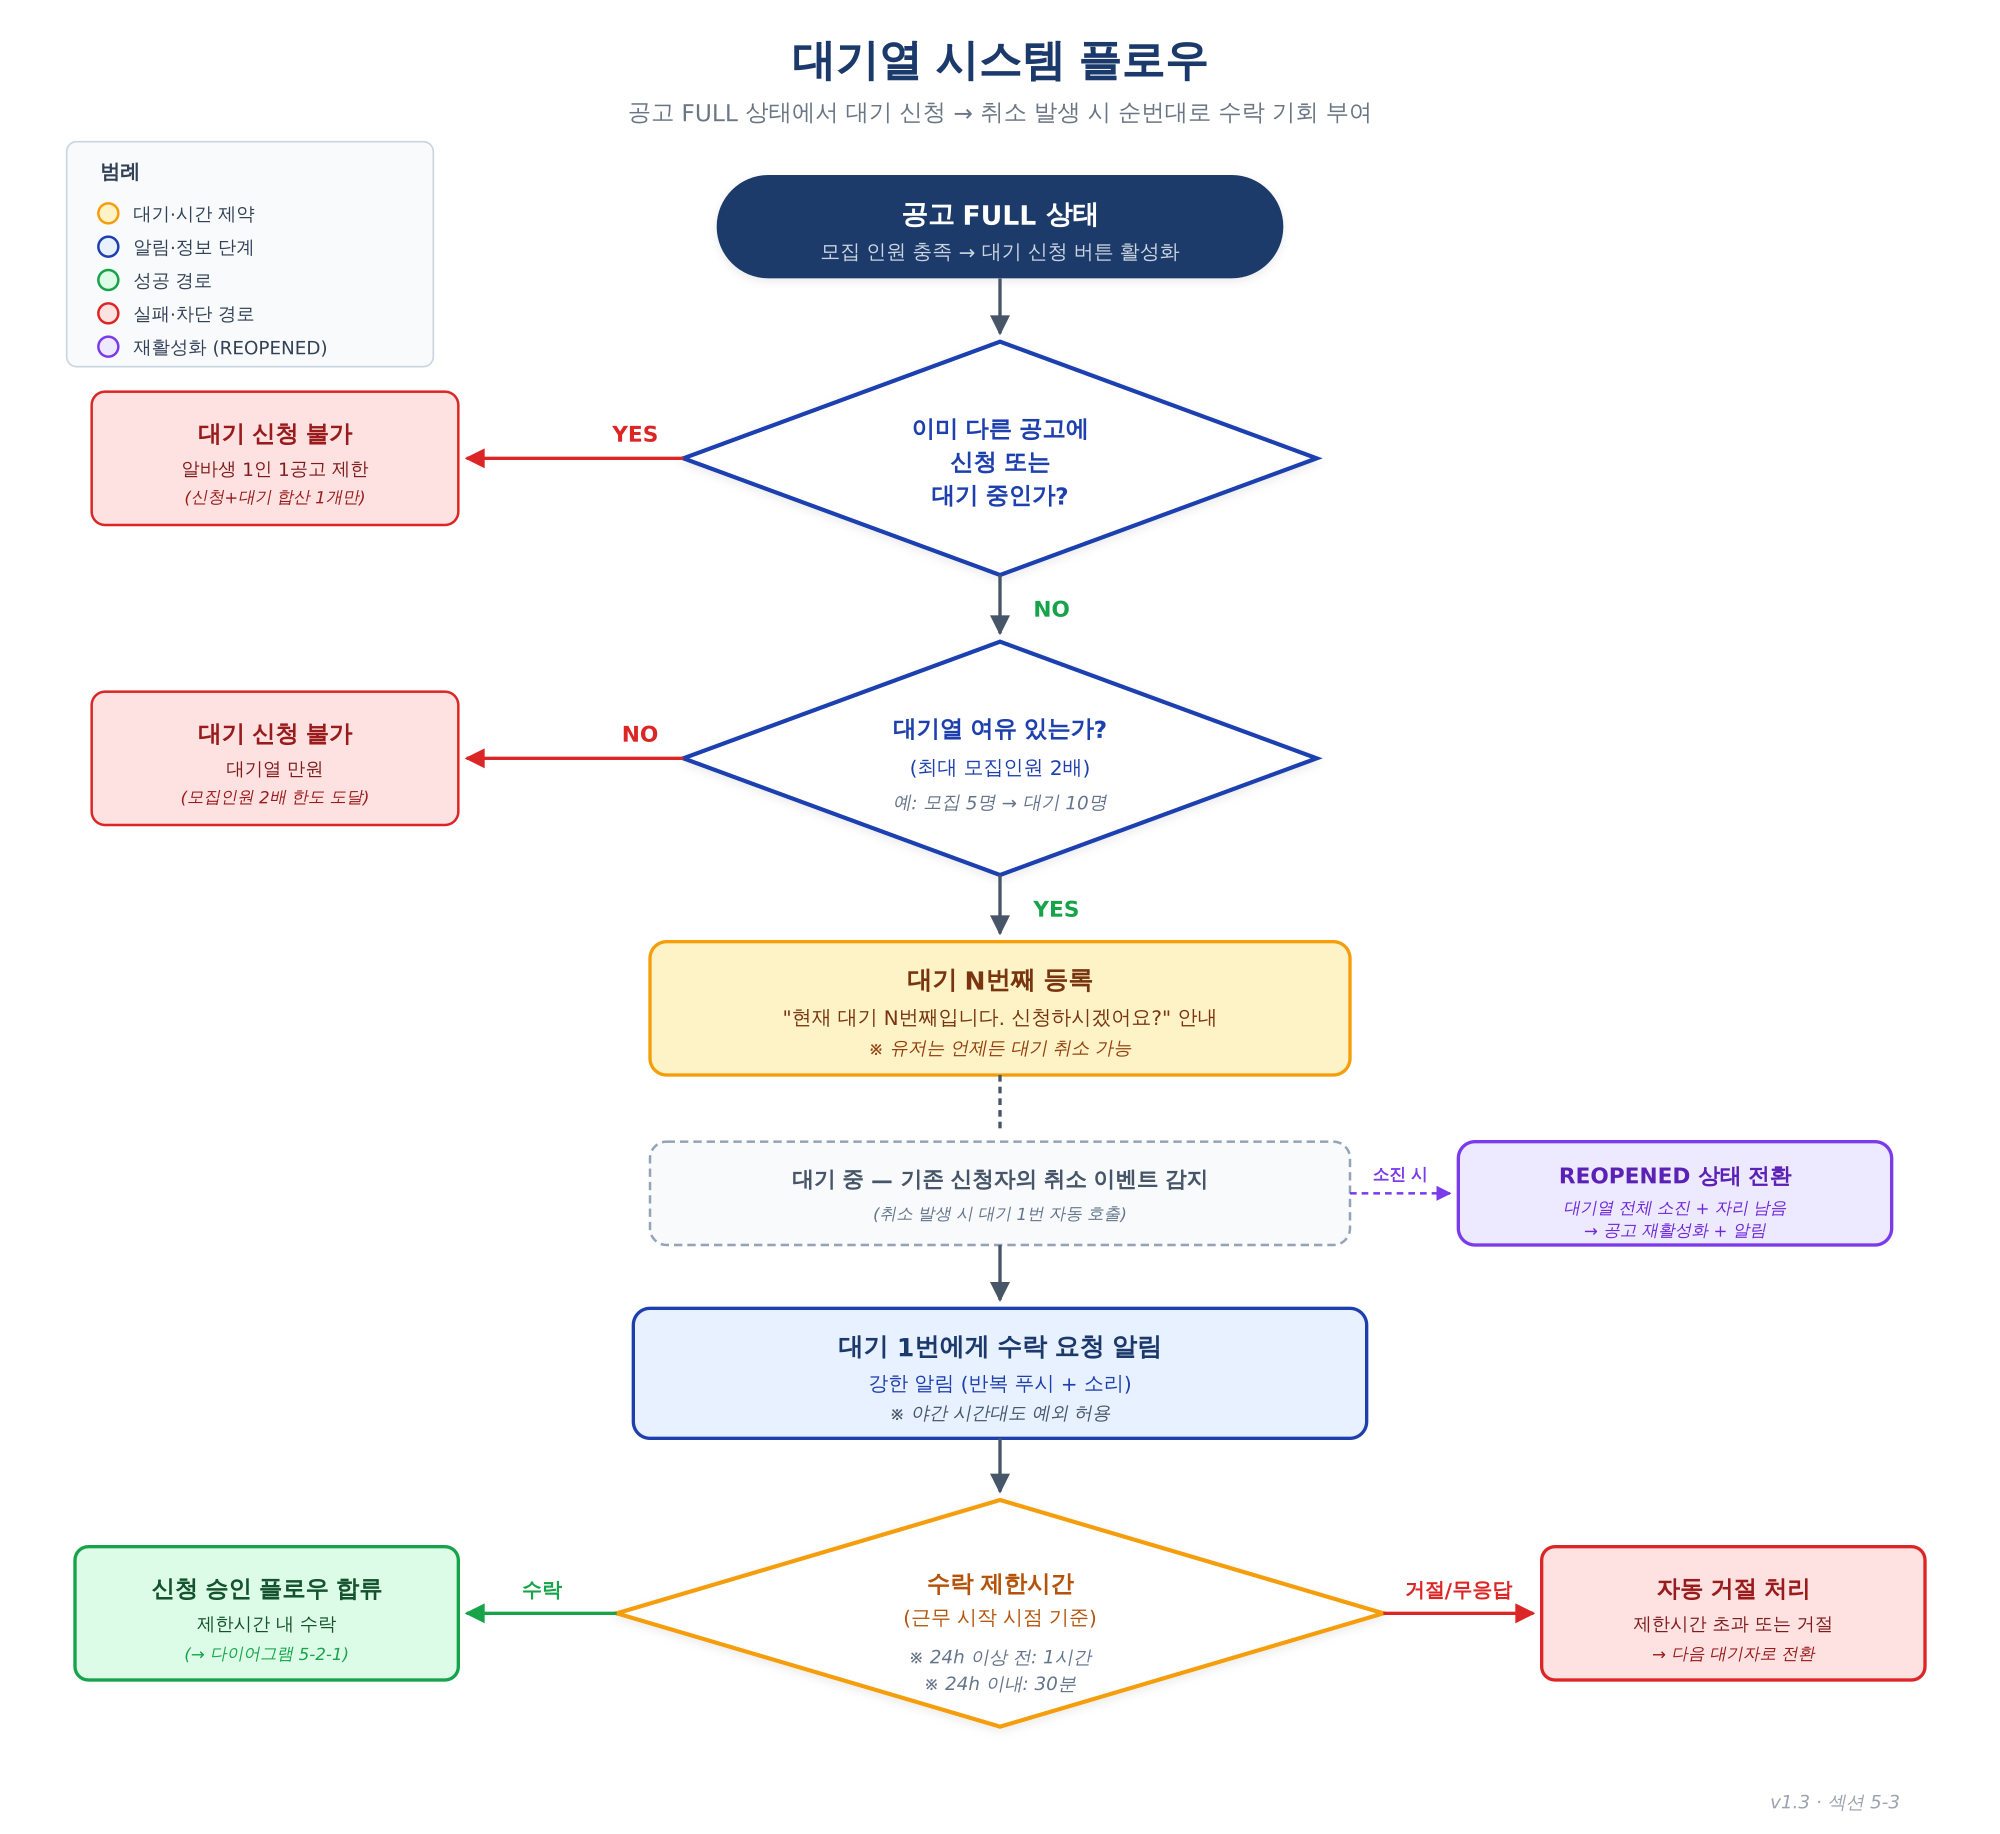 대기열 시스템 플로우
공고 FULL 상태에서 대기 신청 → 취소 발생 시 순번대로 수락 기회 부여
범례
대기·시간 제약
알림·정보 단계
성공 경로
실패·차단 경로
재활성화 (REOPENED)
공고 FULL 상태
모집 인원 충족 → 대기 신청 버튼 활성화
이미 다른 공고에
신청 또는
대기 중인가?
YES
대기 신청 불가
알바생 1인 1공고 제한
(신청+대기 합산 1개만)
NO
대기열 여유 있는가?
(최대 모집인원 2배)
예: 모집 5명 → 대기 10명
NO
대기 신청 불가
대기열 만원
(모집인원 2배 한도 도달)
YES
대기 N번째 등록
"현재 대기 N번째입니다. 신청하시겠어요?" 안내
※ 유저는 언제든 대기 취소 가능
대기 중 — 기존 신청자의 취소 이벤트 감지
(취소 발생 시 대기 1번 자동 호출)
소진 시
REOPENED 상태 전환
대기열 전체 소진 + 자리 남음
→ 공고 재활성화 + 알림
대기 1번에게 수락 요청 알림
강한 알림 (반복 푸시 + 소리)
※ 야간 시간대도 예외 허용
수락 제한시간
(근무 시작 시점 기준)
※ 24h 이상 전: 1시간
※ 24h 이내: 30분
수락
신청 승인 플로우 합류
제한시간 내 수락
(→ 다이어그램 5-2-1)
거절/무응답
자동 거절 처리
제한시간 초과 또는 거절
→ 다음 대기자로 전환
v1.3 · 섹션 5-3